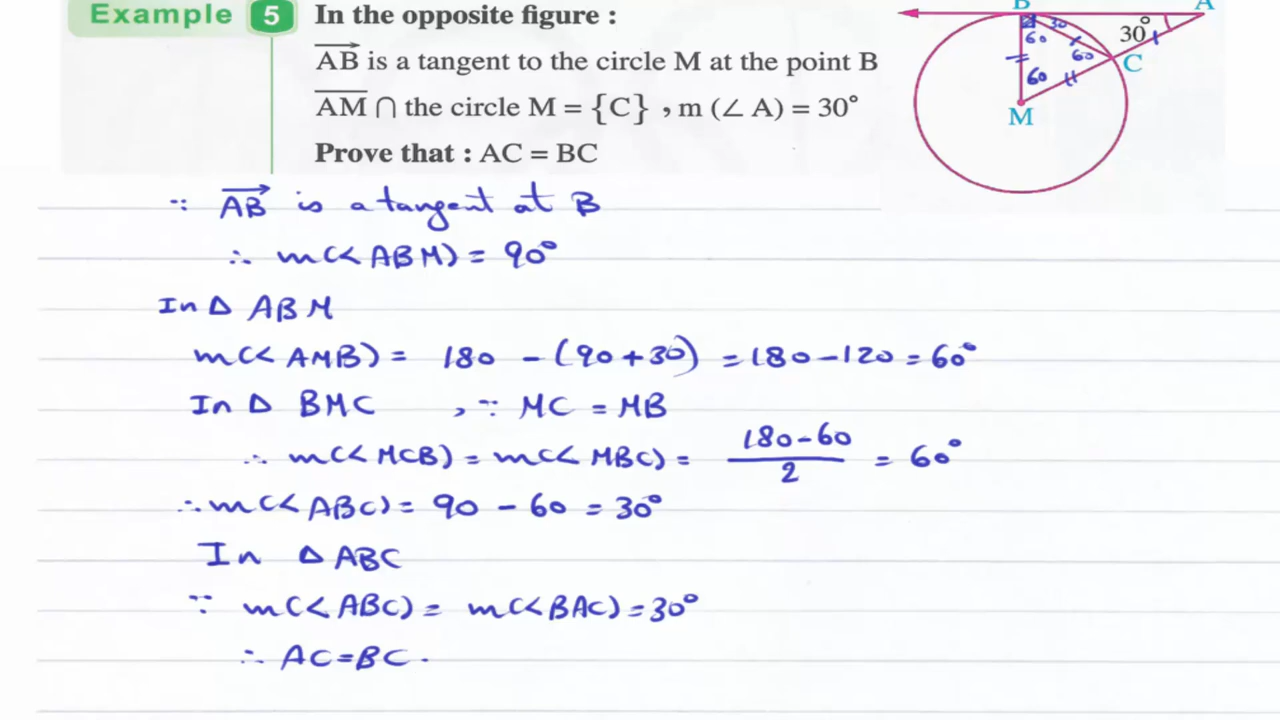 Example 5 In the opposite figure :
AB is a tangent to the circle M at the point B
AM ∩ the circle M = {C} , m (∠ A) = 30°
Prove that : AC = BC
B
A
30
30°
60
60
C
60
M
∵ AB is a tangent at B
∴ m(< ABM) = 90°
In Δ ABM
m(< AMB) = 180 - (90+30) = 180-120 = 60°
In Δ BMC , ∵ MC = MB
∴ m(< MCB) = m(< MBC) = 180-60 / 2 = 60°
∴ m(< ABC) = 90 - 60 = 30°
In Δ ABC
∵ m(< ABC) = m(< BAC) = 30°
∴ AC = BC .